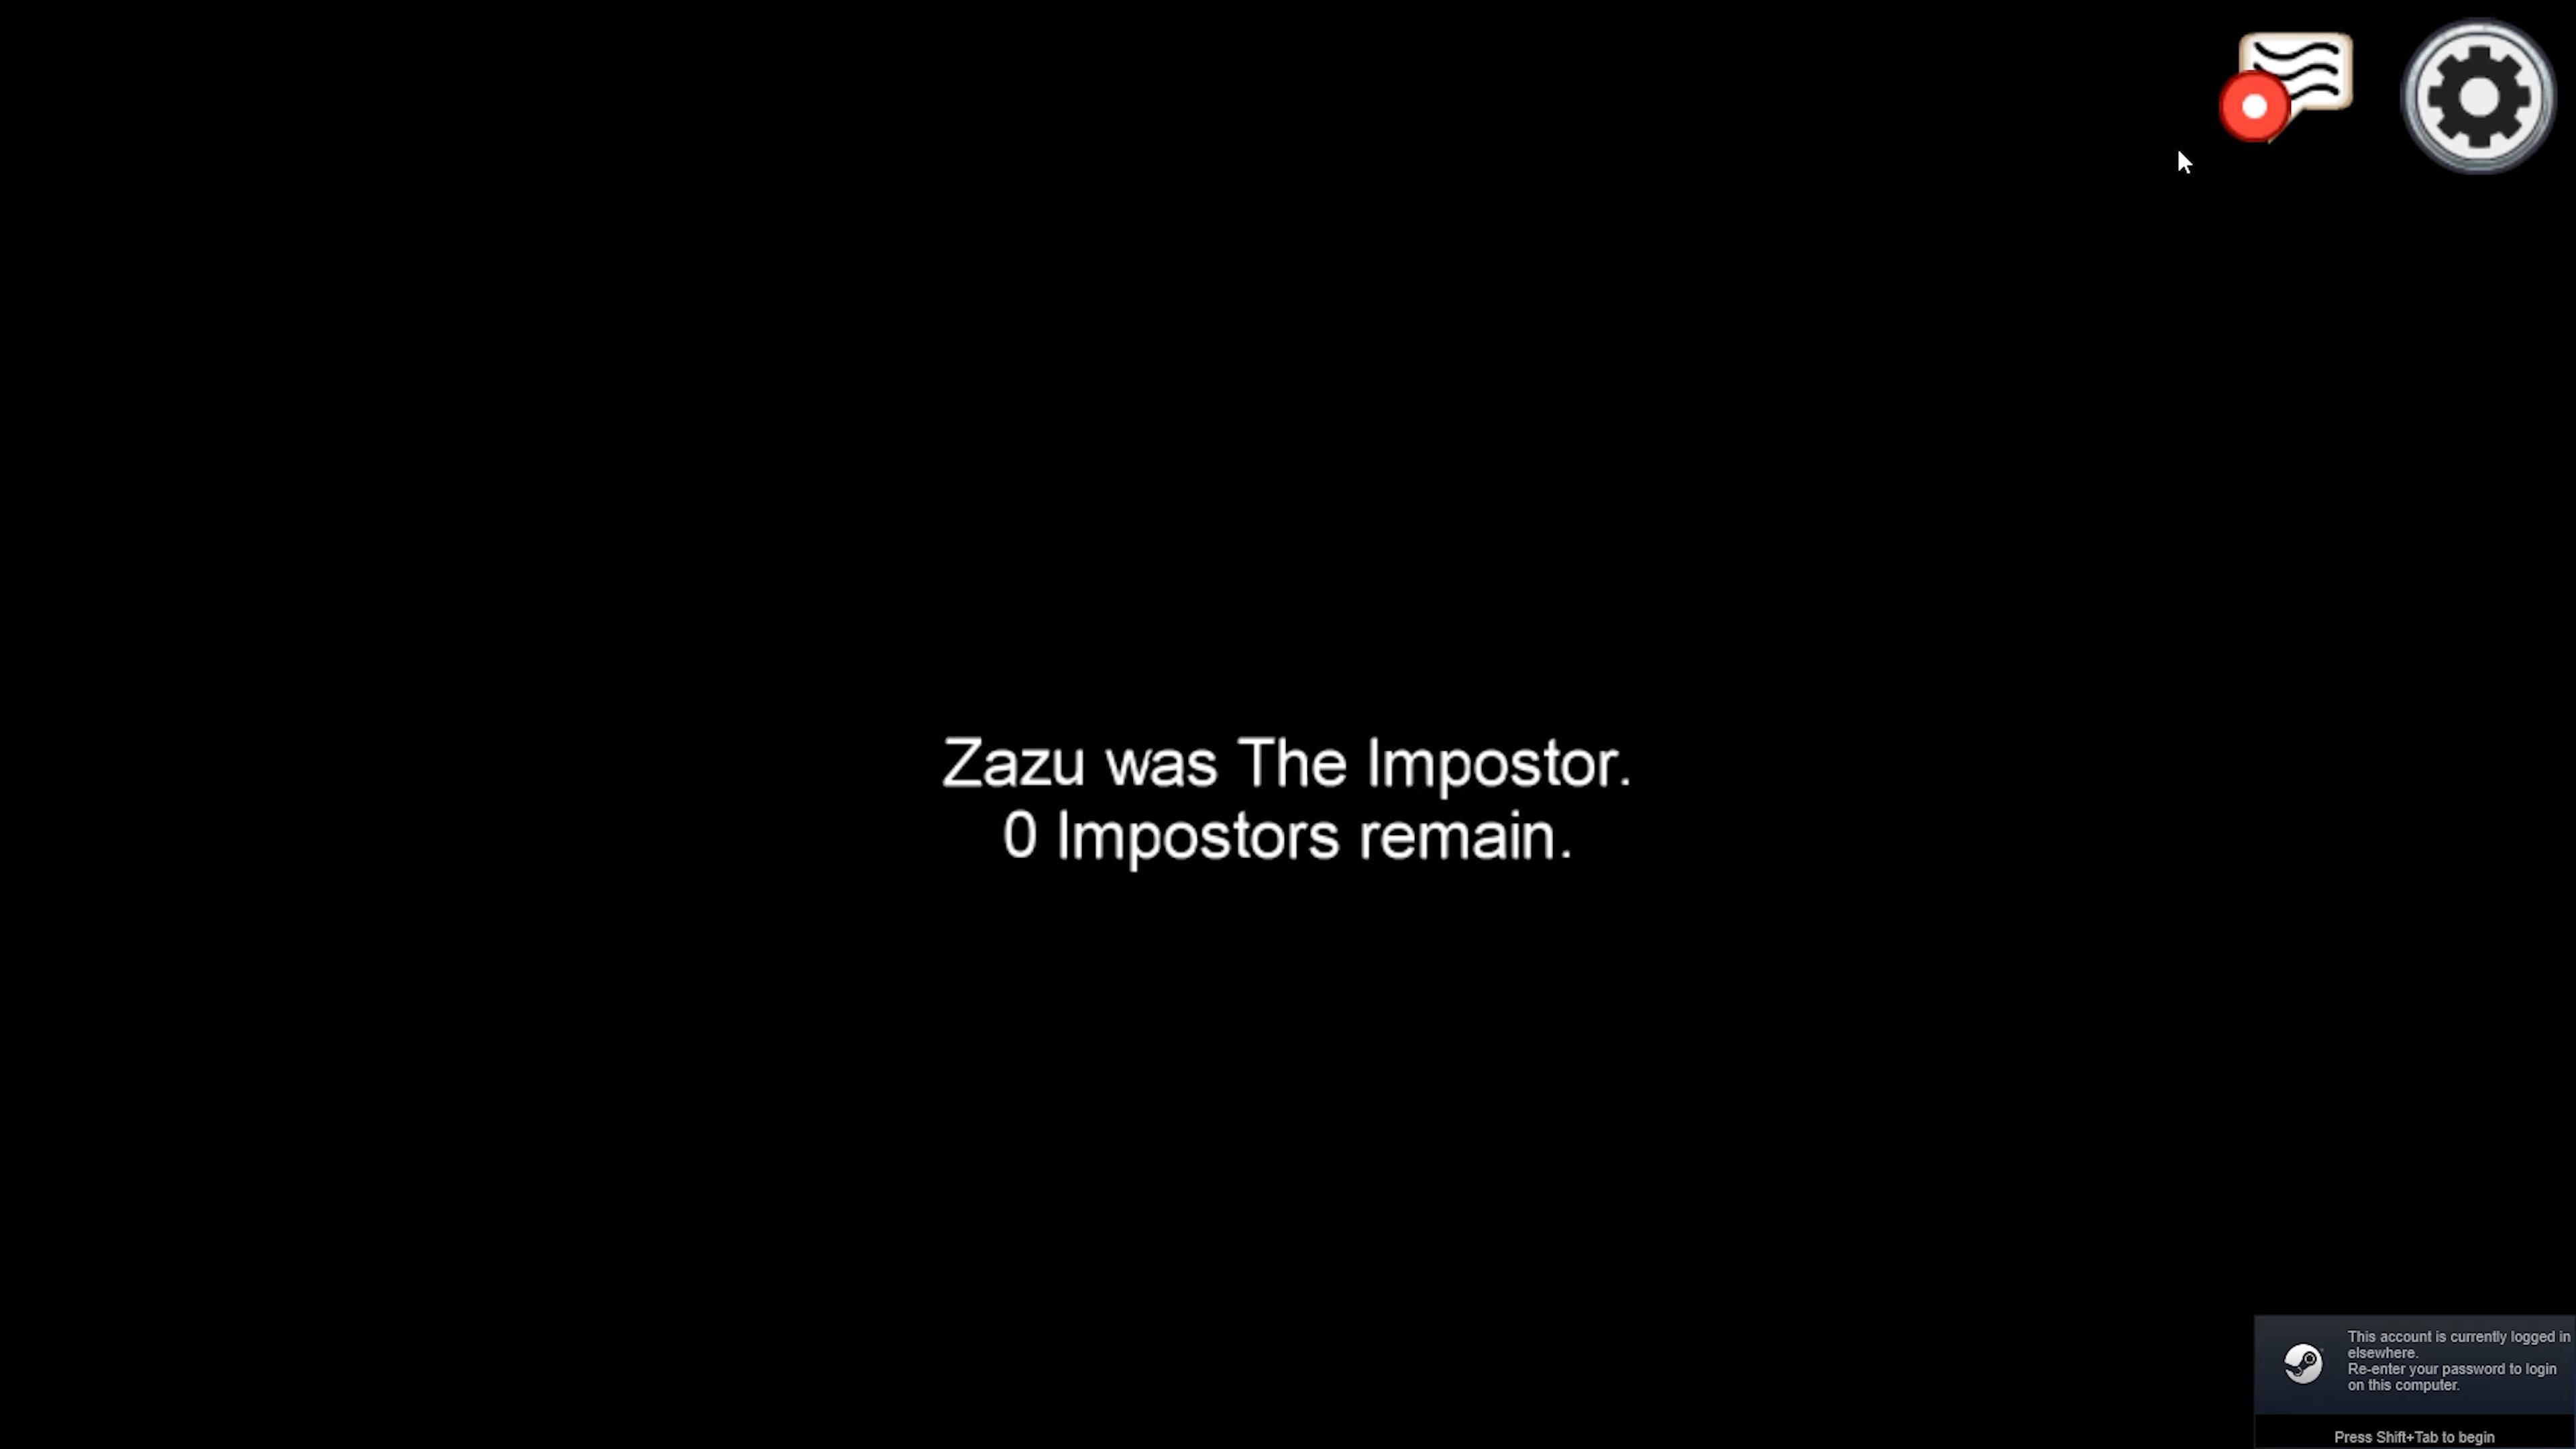 Zazu was The Impostor.
0 Impostors remain.
This account is currently logged in
elsewhere.
Re-enter your password to login
on this computer.
Press Shift+Tab to begin